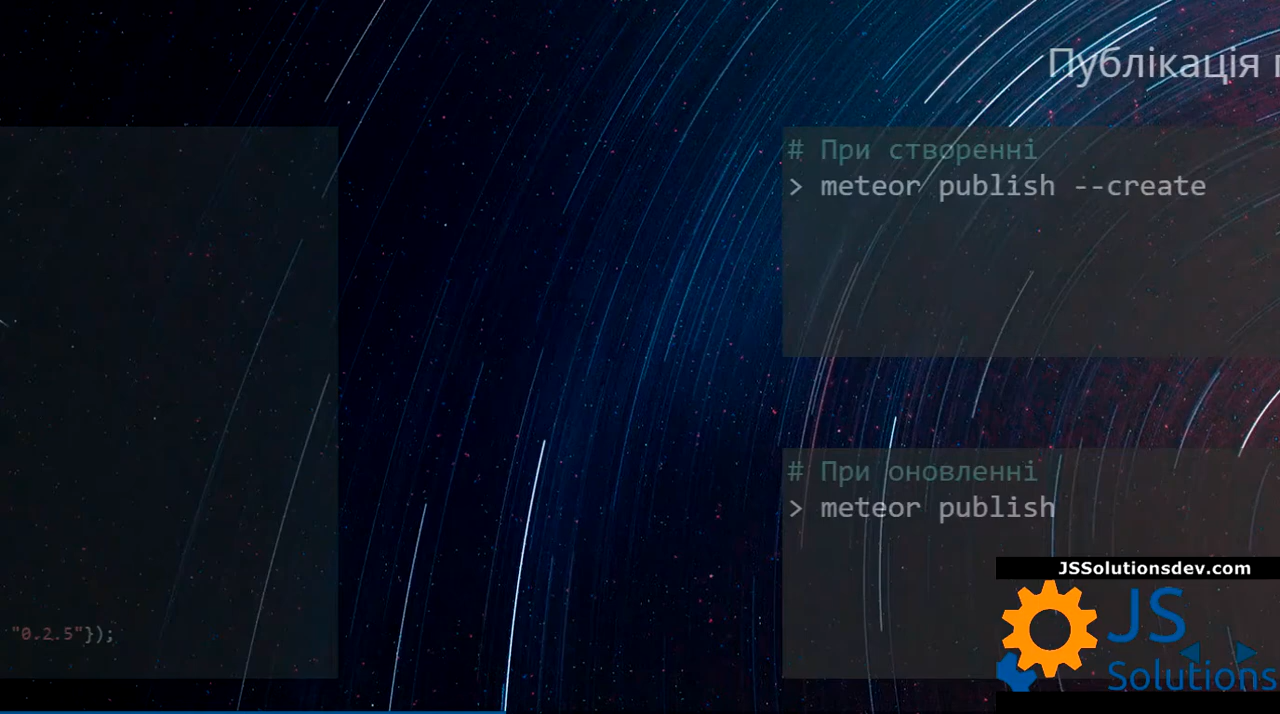 Публікація
# При створенні
> meteor publish --create
# При оновленні
> meteor publish
"0.2.5"});
JSSolutionsdev.com
JS
Solutions